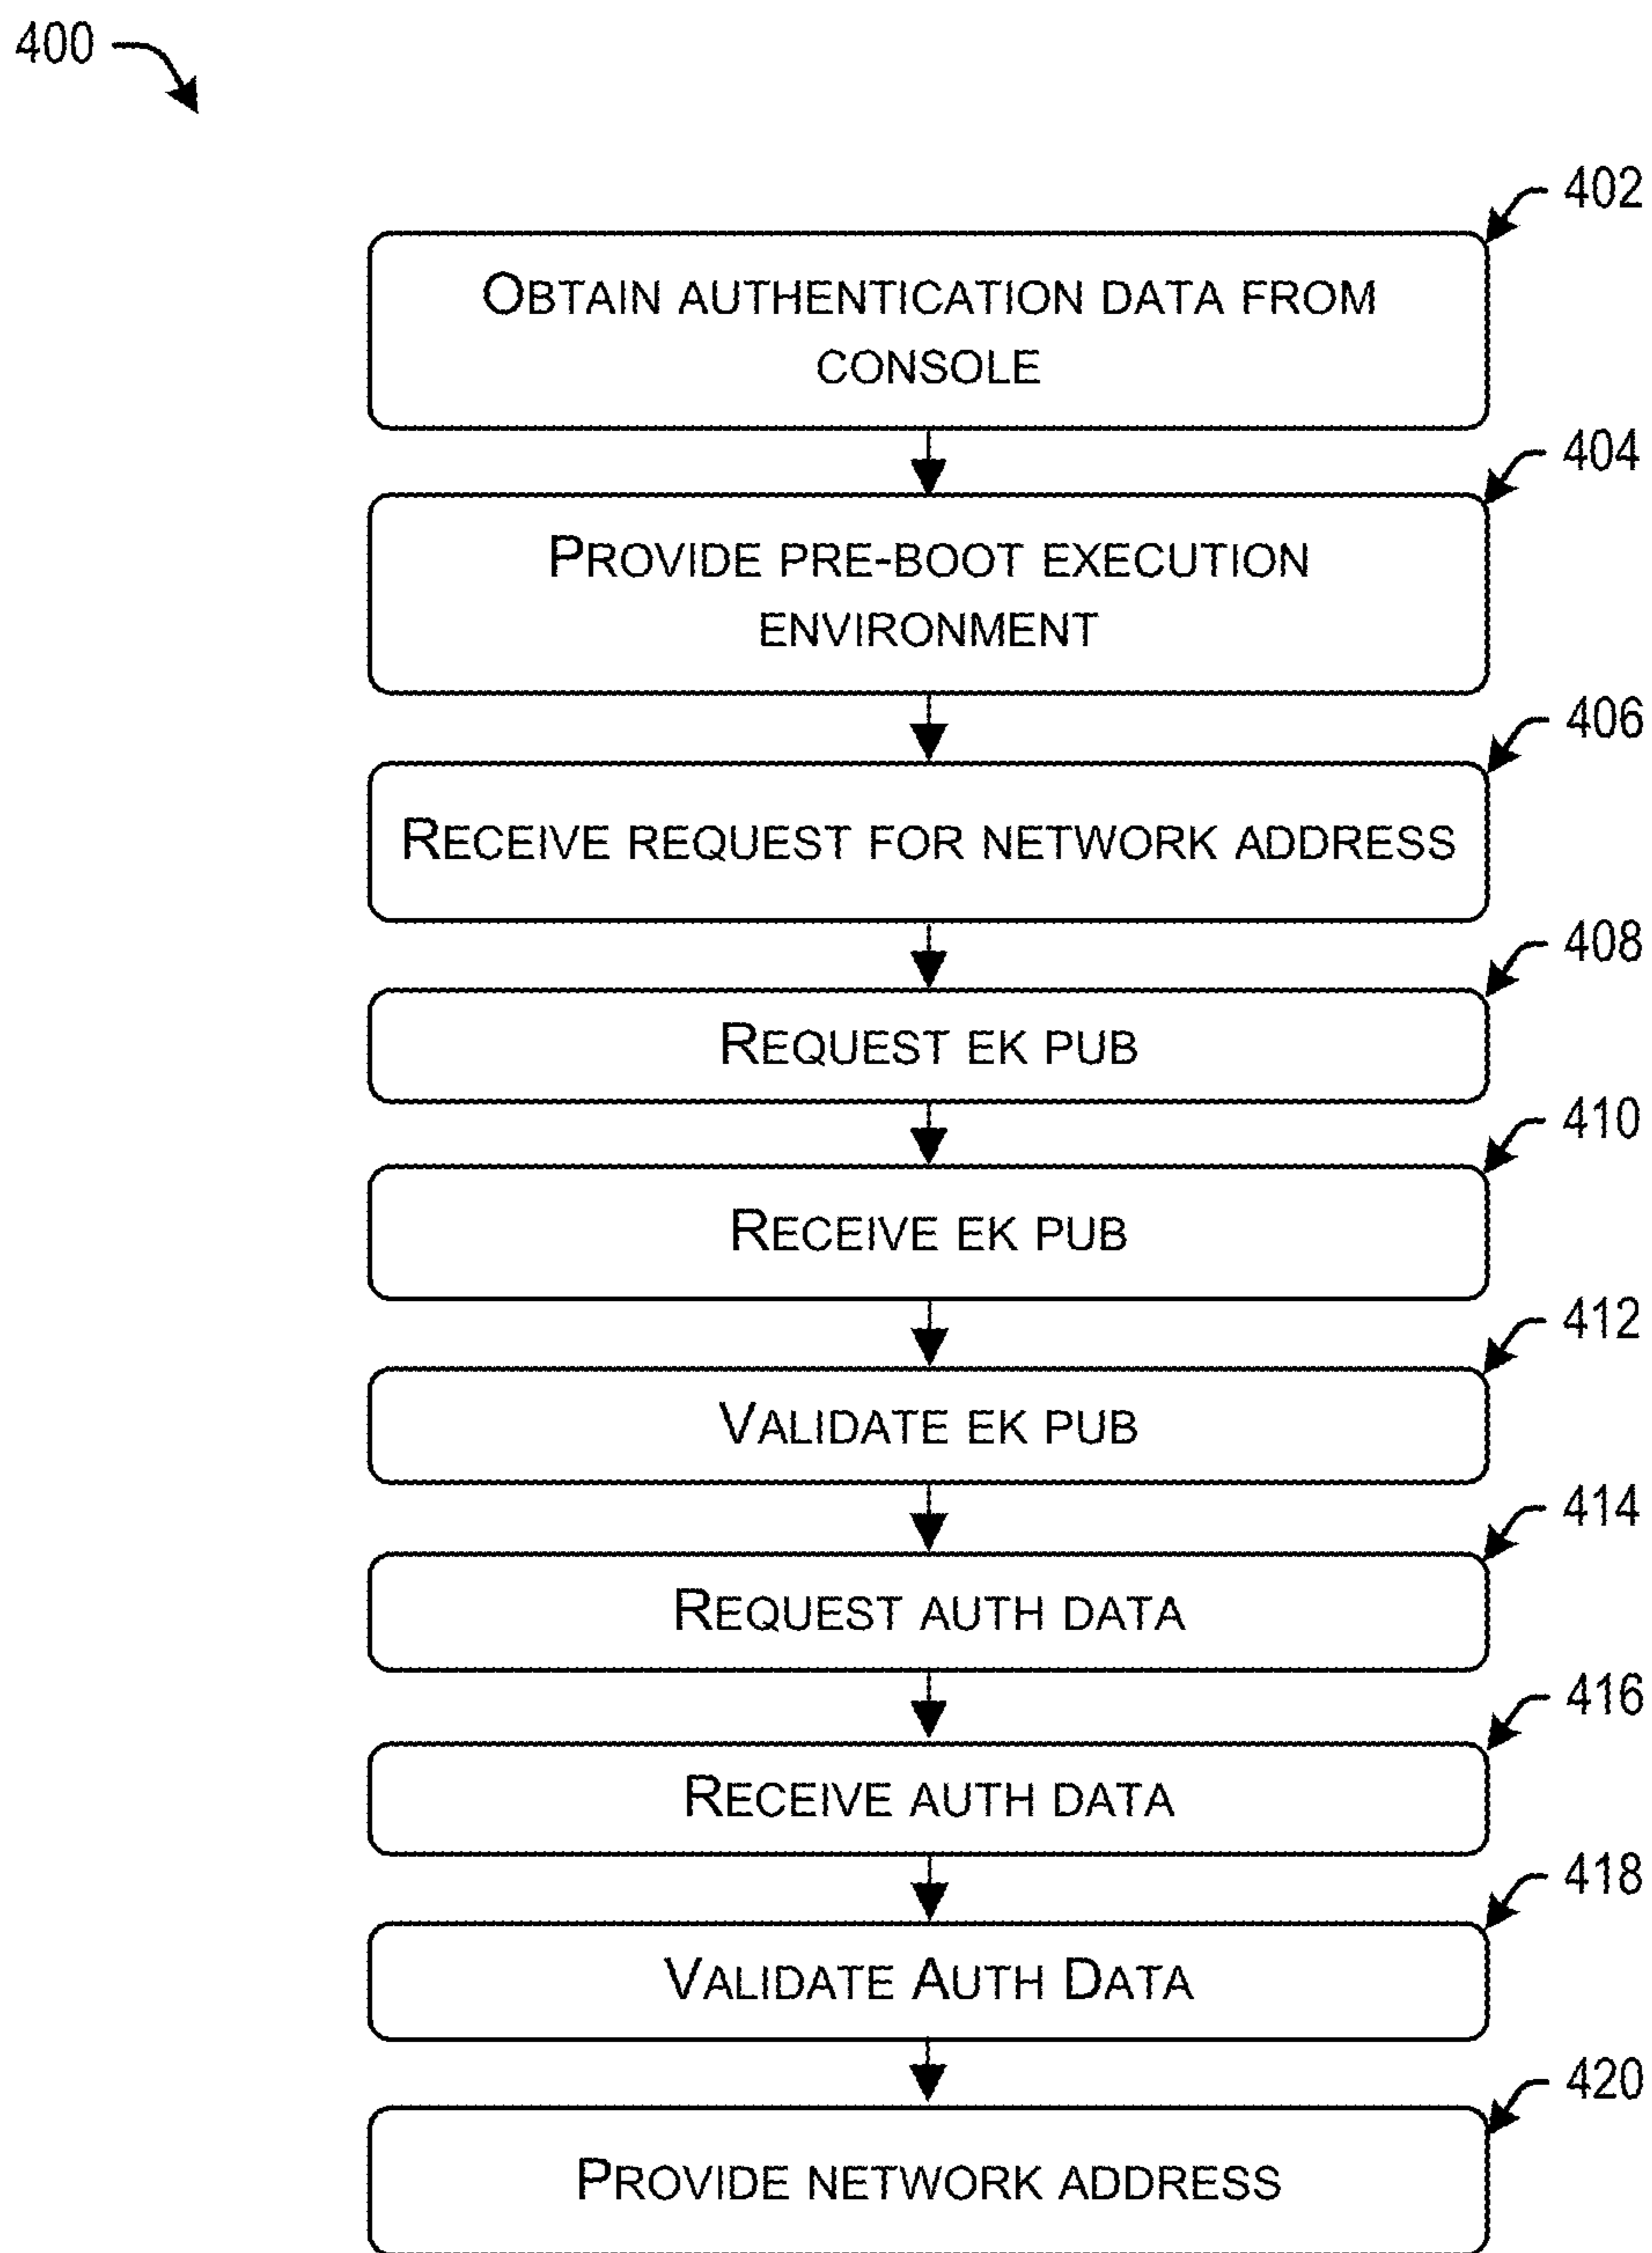 400
402
OBTAIN AUTHENTICATION DATA FROM
CONSOLE
404
PROVIDE PRE-BOOT EXECUTION
ENVIRONMENT
406
RECEIVE REQUEST FOR NETWORK ADDRESS
408
REQUEST EK PUB
410
RECEIVE EK PUB
412
VALIDATE EK PUB
414
REQUEST AUTH DATA
416
RECEIVE AUTH DATA
418
VALIDATE AUTH DATA
420
PROVIDE NETWORK ADDRESS